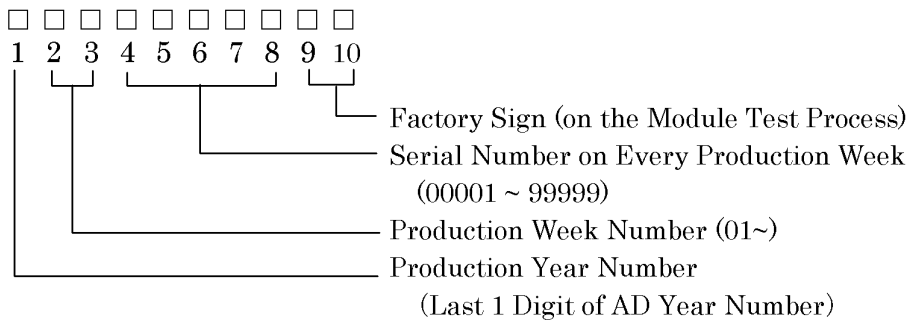 □ □ □ □ □ □ □ □ □ □
1 2 3 4 5 6 7 8 9 10
Factory Sign (on the Module Test Process)
Serial Number on Every Production Week
(00001 ~ 99999)
Production Week Number (01~)
Production Year Number
(Last 1 Digit of AD Year Number)